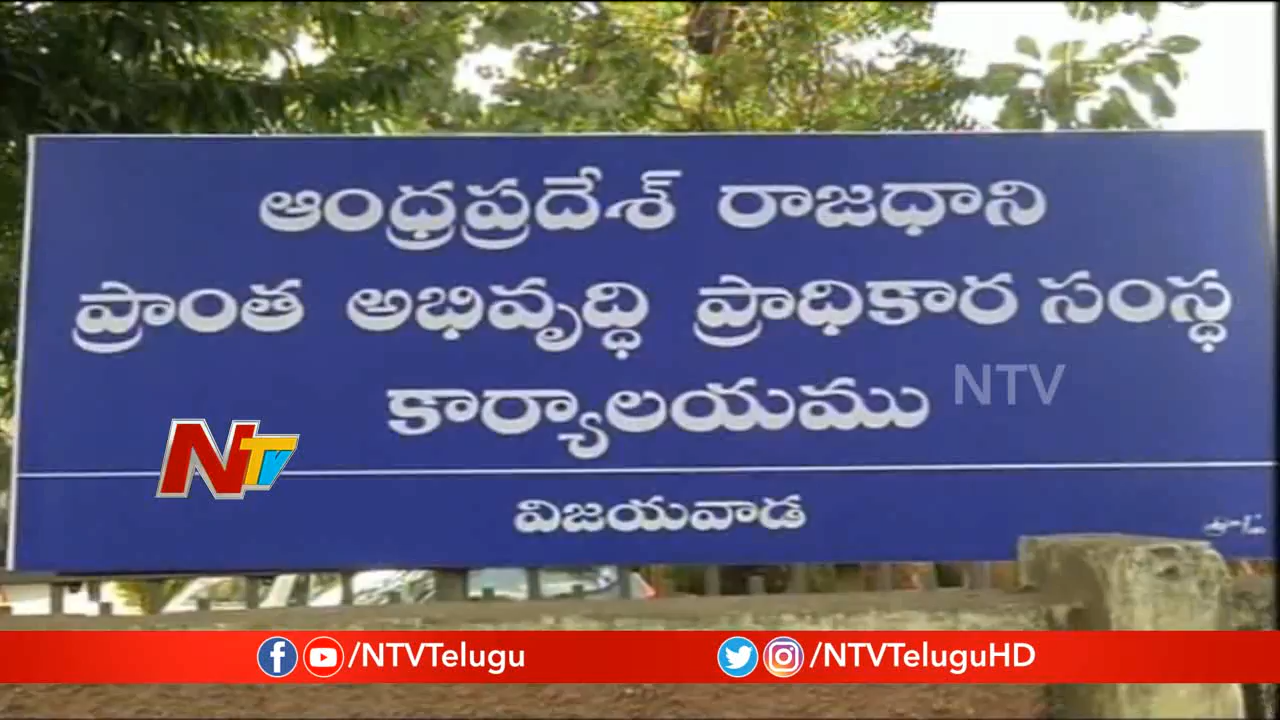 ఆంధ్రప్రదేశ్ రాజధాని
ప్రాంత అభివృద్ధి ప్రాధికార సంస్థ
కార్యాలయము
NTV
NTV
విజయవాడ
/NTVTelugu
/NTVTeluguHD